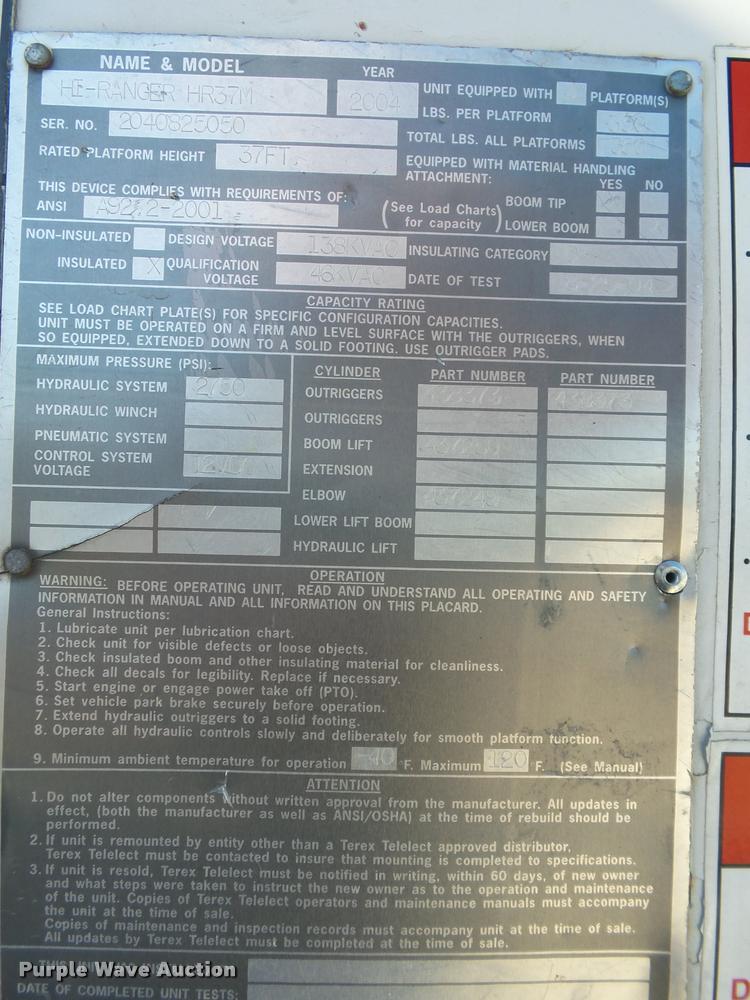 NAME & MODEL
HI-RANGER HR37M
YEAR
2004
UNIT EQUIPPED WITH PLATFORM(S)
LBS. PER PLATFORM
SER. NO. 2040825050
TOTAL LBS. ALL PLATFORMS
RATED PLATFORM HEIGHT 37FT.
EQUIPPED WITH MATERIAL HANDLING
ATTACHMENT:
YES NO
THIS DEVICE COMPLIES WITH REQUIREMENTS OF:
ANSI A92.2-2001
(See Load Charts for capacity)
BOOM TIP
LOWER BOOM
NON-INSULATED DESIGN VOLTAGE 138KVAC INSULATING CATEGORY
INSULATED X QUALIFICATION VOLTAGE 46KVAC DATE OF TEST
CAPACITY RATING
SEE LOAD CHART PLATE(S) FOR SPECIFIC CONFIGURATION CAPACITIES.
UNIT MUST BE OPERATED ON A FIRM AND LEVEL SURFACE WITH THE OUTRIGGERS, WHEN
SO EQUIPPED, EXTENDED DOWN TO A SOLID FOOTING. USE OUTRIGGER PADS.
MAXIMUM PRESSURE (PSI):
HYDRAULIC SYSTEM 2750
HYDRAULIC WINCH
PNEUMATIC SYSTEM
CONTROL SYSTEM
VOLTAGE
CYLINDER PART NUMBER PART NUMBER
OUTRIGGERS
OUTRIGGERS
BOOM LIFT
EXTENSION
ELBOW
LOWER LIFT BOOM
HYDRAULIC LIFT
OPERATION
WARNING: BEFORE OPERATING UNIT, READ AND UNDERSTAND ALL OPERATING AND SAFETY
INFORMATION IN MANUAL AND ALL INFORMATION ON THIS PLACARD.
General Instructions:
1. Lubricate unit per lubrication chart.
2. Check unit for visible defects or loose objects.
3. Check insulated boom and other insulating material for cleanliness.
4. Check all decals for legibility. Replace if necessary.
5. Start engine or engage power take off (PTO).
6. Set vehicle park brake securely before operation.
7. Extend hydraulic outriggers to a solid footing.
8. Operate all hydraulic controls slowly and deliberately for smooth platform function.
9. Minimum ambient temperature for operation -40 °F. Maximum 120 °F. (See Manual)
ATTENTION
1. Do not alter components without written approval from the manufacturer. All updates in
effect, (both the manufacturer as well as ANSI/OSHA) at the time of rebuild should be
performed.
2. If unit is remounted by entity other than a Terex Telelect approved distributor,
Terex Telelect must be contacted to insure that mounting is completed to specifications.
3. If unit is resold, Terex Telelect must be notified in writing, within 60 days, of new owner
and what steps were taken to instruct the new owner as to the operation and maintenance
of the unit. Copies of Terex Telelect operators and maintenance manuals must accompany
the unit at the time of sale.
Copies of maintenance and inspection records must accompany unit at the time of sale.
All updates by Terex Telelect must be completed at the time of sale.
DATE OF COMPLETED UNIT TESTS:
Purple Wave Auction